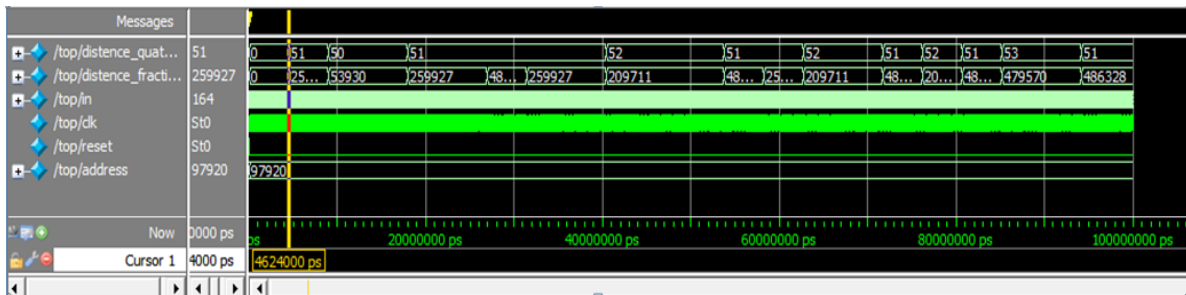 Messages
/top/distence_quat... 51 0 51 50 51 52 51 52 51 52 51 53 51
/top/distence_fracti... 259927 0 25... 53930 259927 48... 259927 209711 48... 25... 209711 48... 20... 48... 479570 486328
/top/in 164
/top/clk St0
/top/reset St0
/top/address 97920 97920
Now 0000 ps ps 20000000 ps 40000000 ps 60000000 ps 80000000 ps 100000000 ps
Cursor 1 4000 ps 4624000 ps